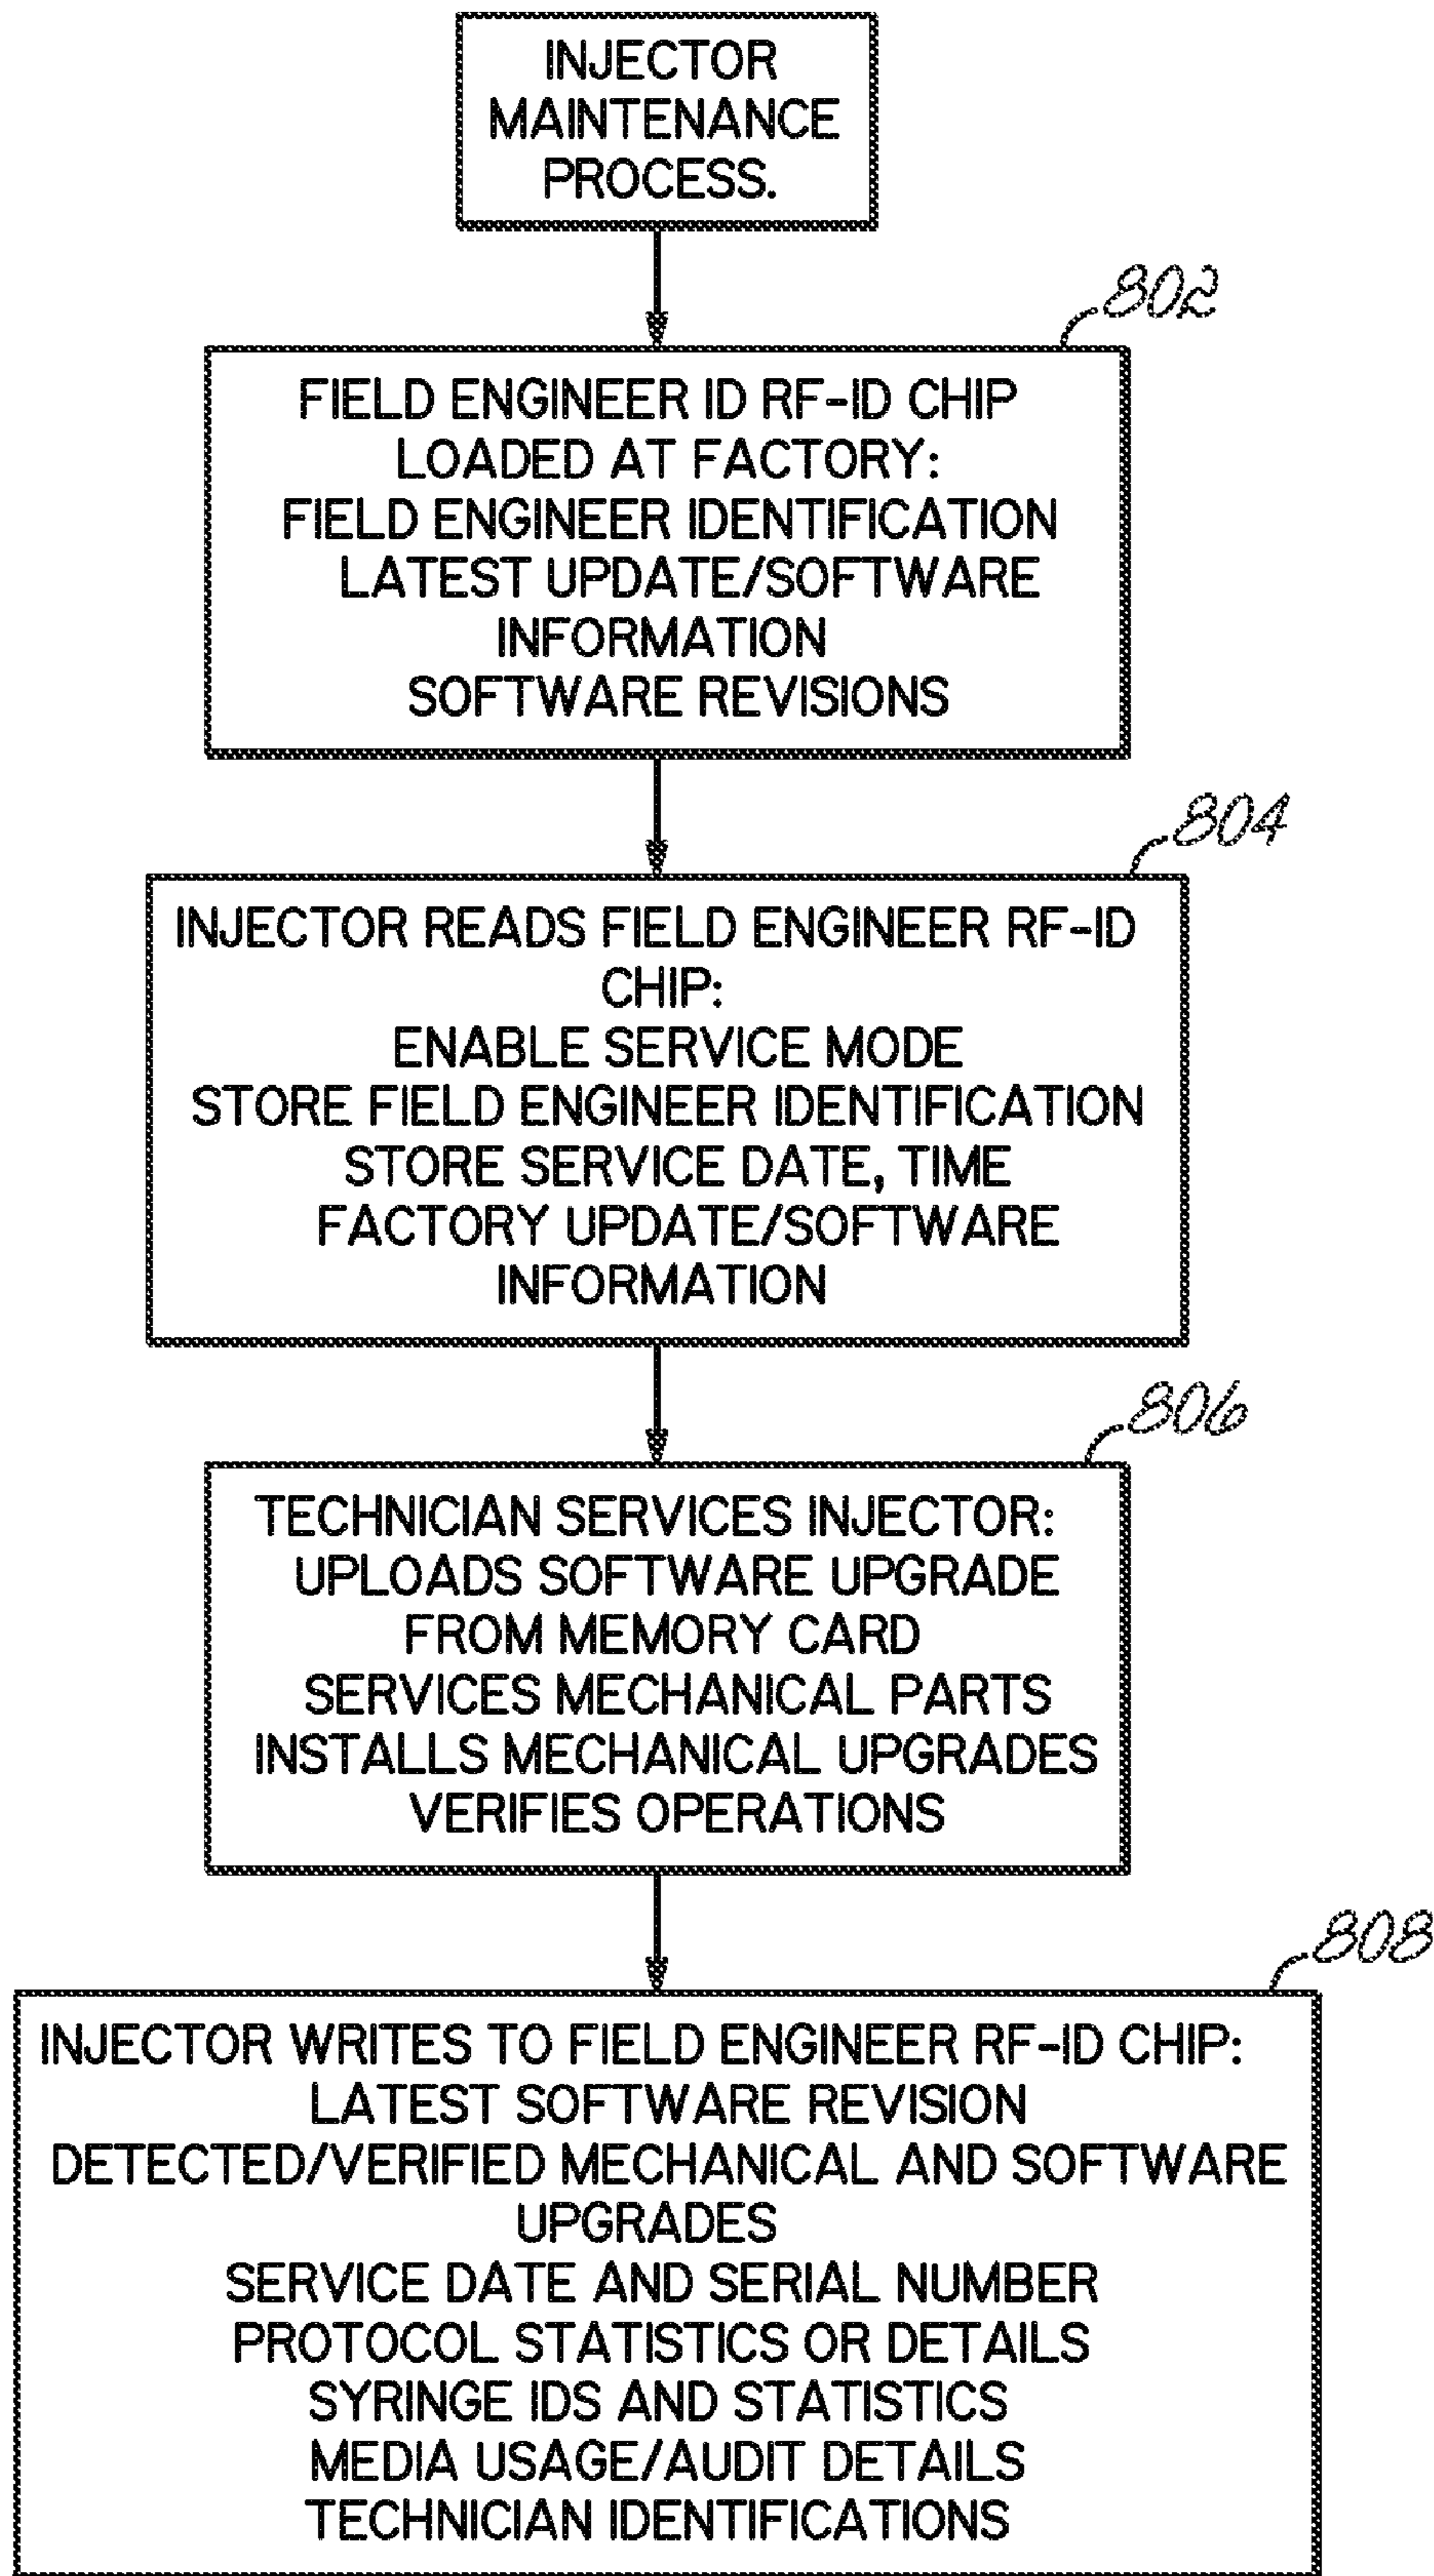 INJECTOR
MAINTENANCE
PROCESS.
802
FIELD ENGINEER ID RF-ID CHIP
LOADED AT FACTORY:
FIELD ENGINEER IDENTIFICATION
LATEST UPDATE/SOFTWARE
INFORMATION
SOFTWARE REVISIONS
804
INJECTOR READS FIELD ENGINEER RF-ID
CHIP:
ENABLE SERVICE MODE
STORE FIELD ENGINEER IDENTIFICATION
STORE SERVICE DATE, TIME
FACTORY UPDATE/SOFTWARE
INFORMATION
806
TECHNICIAN SERVICES INJECTOR:
UPLOADS SOFTWARE UPGRADE
FROM MEMORY CARD
SERVICES MECHANICAL PARTS
INSTALLS MECHANICAL UPGRADES
VERIFIES OPERATIONS
808
INJECTOR WRITES TO FIELD ENGINEER RF-ID CHIP:
LATEST SOFTWARE REVISION
DETECTED/VERIFIED MECHANICAL AND SOFTWARE
UPGRADES
SERVICE DATE AND SERIAL NUMBER
PROTOCOL STATISTICS OR DETAILS
SYRINGE IDS AND STATISTICS
MEDIA USAGE/AUDIT DETAILS
TECHNICIAN IDENTIFICATIONS